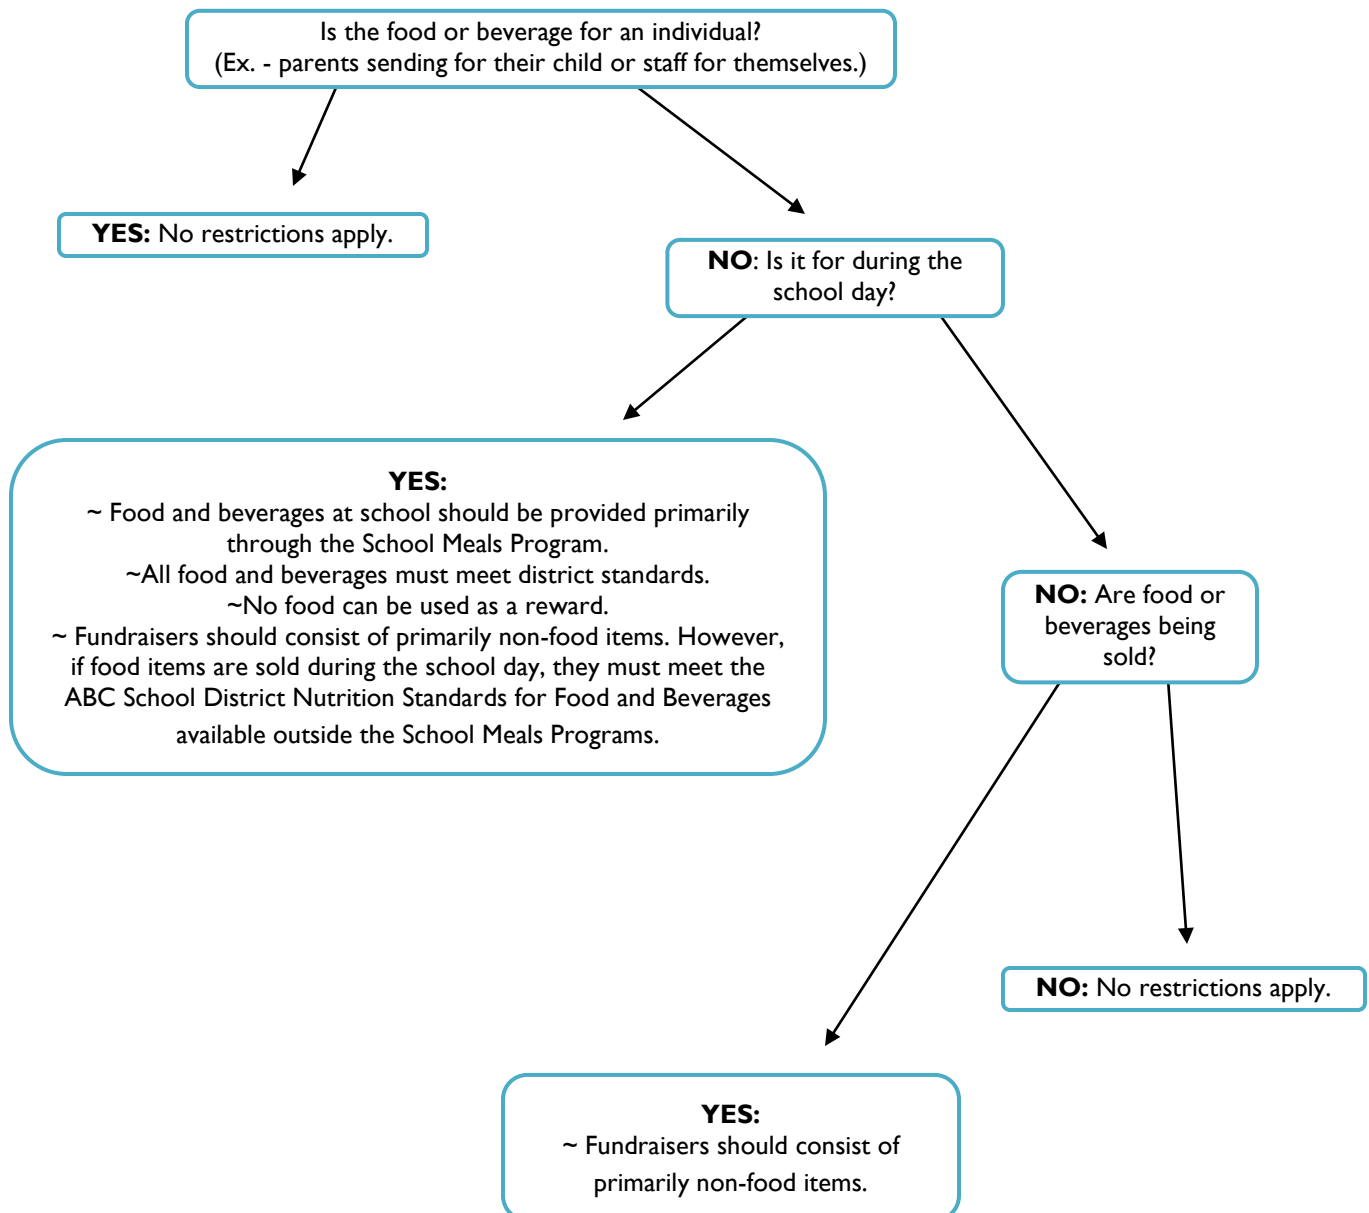 Is the food or beverage for an individual?
(Ex. - parents sending for their child or staff for themselves.)
YES: No restrictions apply.
NO: Is it for during the
school day?
YES:
~ Food and beverages at school should be provided primarily
through the School Meals Program.
~All food and beverages must meet district standards.
~No food can be used as a reward.
~ Fundraisers should consist of primarily non-food items. However,
if food items are sold during the school day, they must meet the
ABC School District Nutrition Standards for Food and Beverages
available outside the School Meals Programs.
NO: Are food or
beverages being
sold?
NO: No restrictions apply.
YES:
~ Fundraisers should consist of
primarily non-food items.